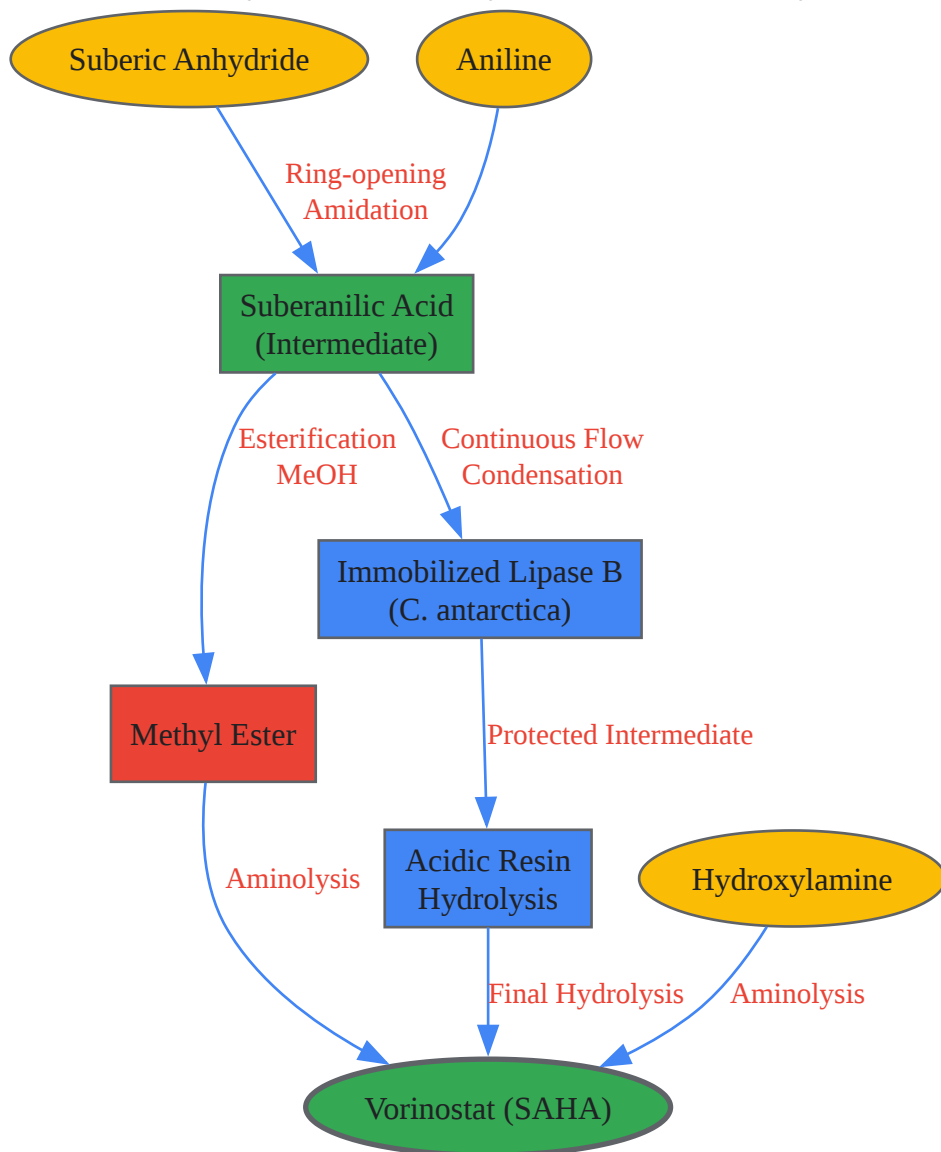 Suberic Anhydride
Aniline
Ring-opening
Amidation
Suberanilic Acid
(Intermediate)
Esterification
MeOH
Continuous Flow
Condensation
Immobilized Lipase B
(C. antarctica)
Methyl Ester
Protected Intermediate
Aminolysis
Acidic Resin
Hydrolysis
Hydroxylamine
Final Hydrolysis
Aminolysis
Vorinostat (SAHA)